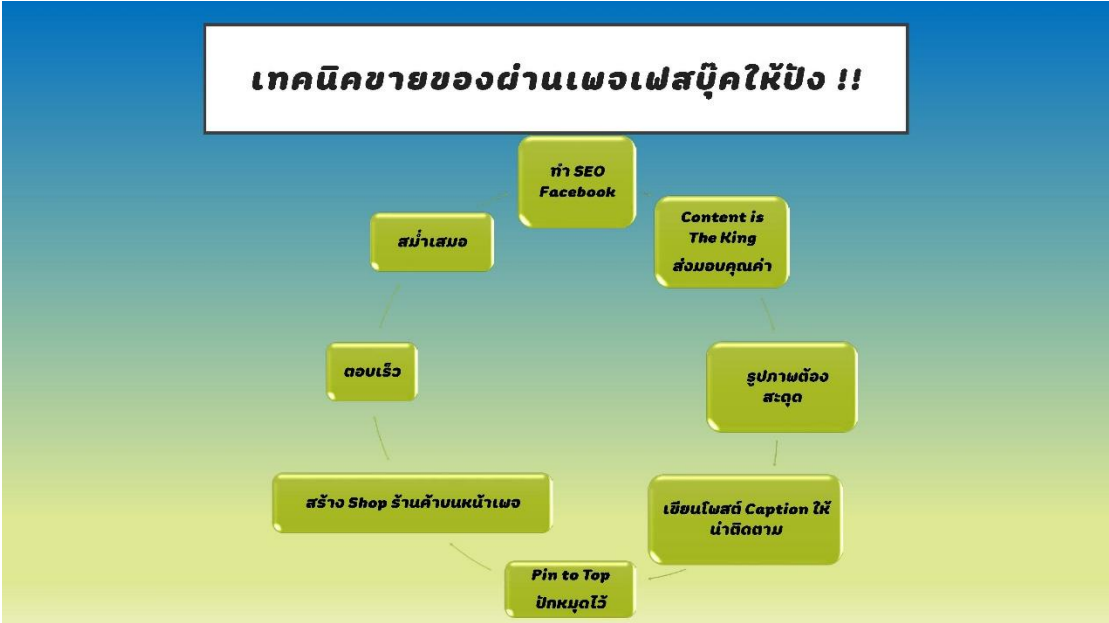 เทคนิคขายของผ่านเพจเฟสบุ๊คให้ปัง !!
ทำ SEO
Facebook
Content is
The King
ส่งมอบคุณค่า
รูปภาพต้อง
สะดุด
เขียนโพสต์ Caption ให้
น่าติดตาม
Pin to Top
ปักหมุดไว้
สร้าง Shop ร้านค้าบนหน้าเพจ
ตอบเร็ว
สม่ำเสมอ